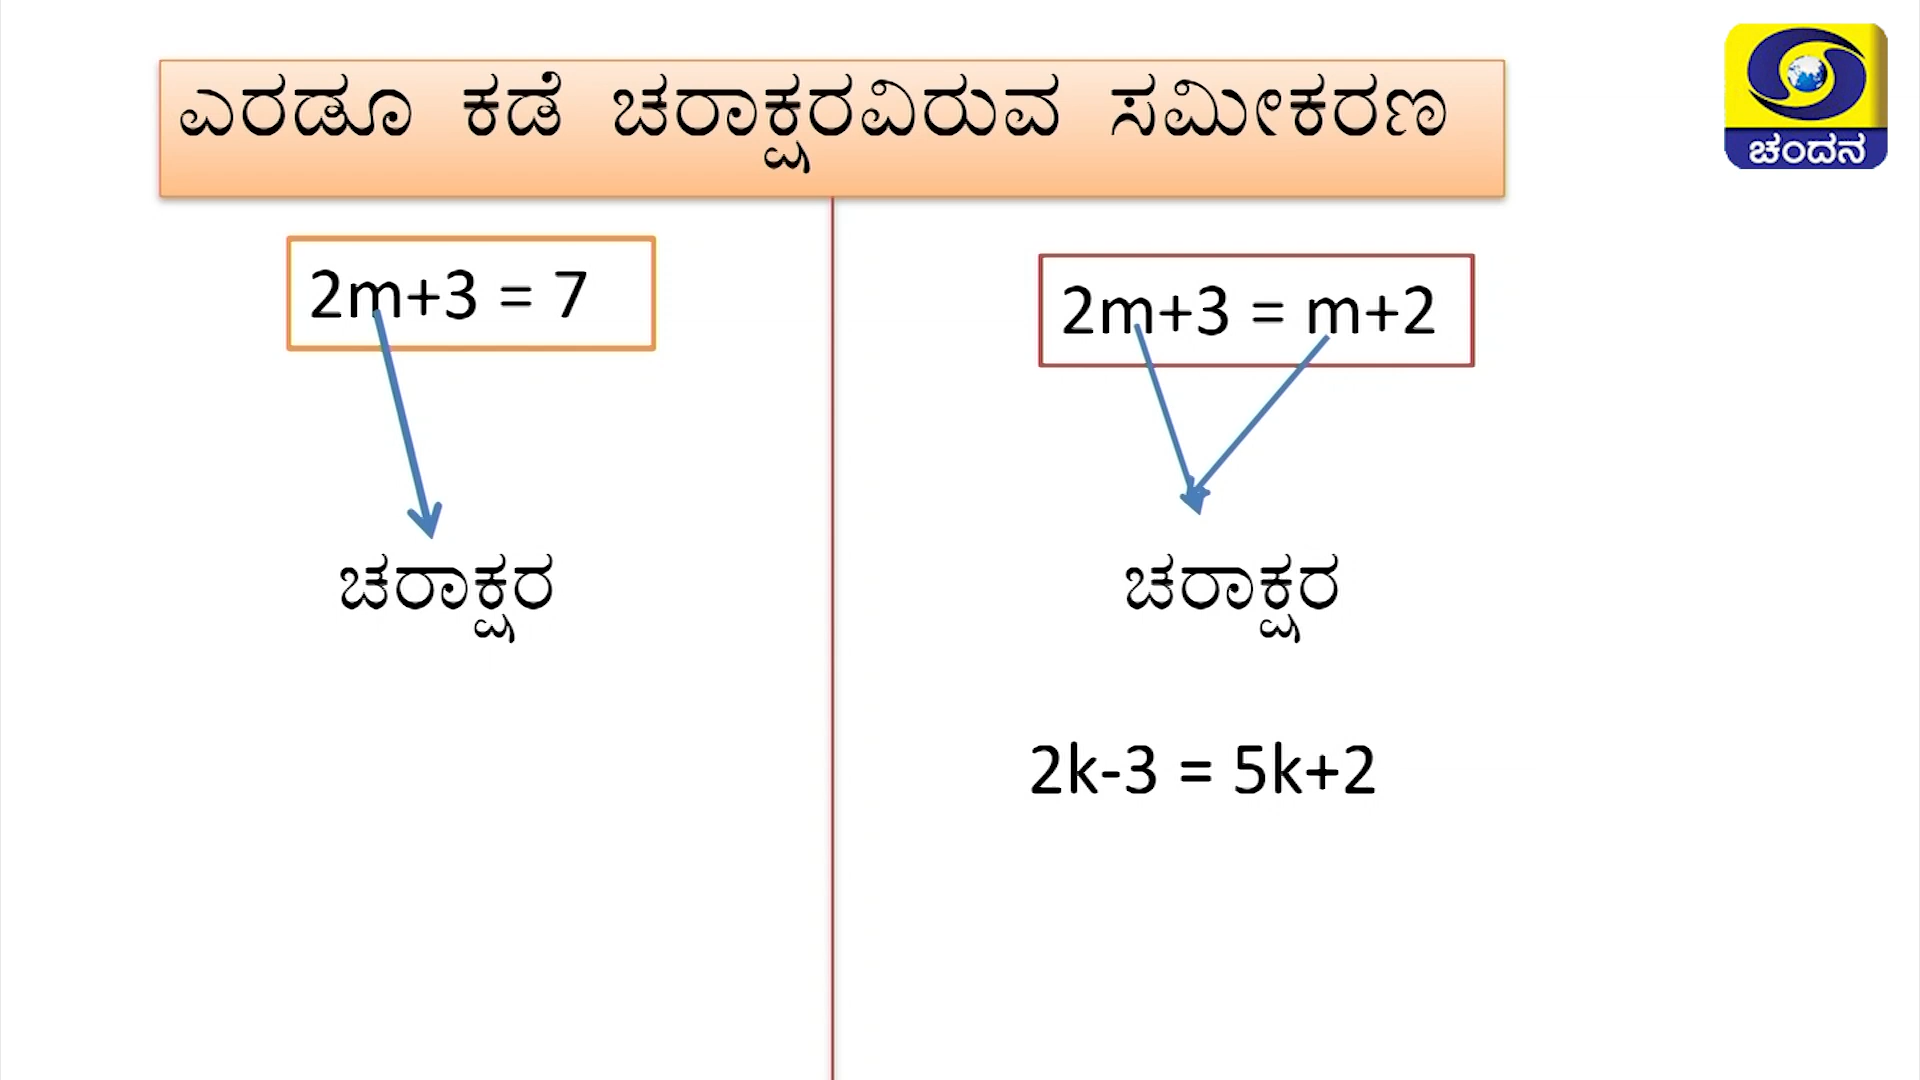 ಎರಡೂ ಕಡೆ ಚರಾಕ್ಷರವಿರುವ ಸಮೀಕರಣ
ಚಂದನ
2m+3 = 7
ಚರಾಕ್ಷರ
2m+3 = m+2
ಚರಾಕ್ಷರ
2k-3 = 5k+2